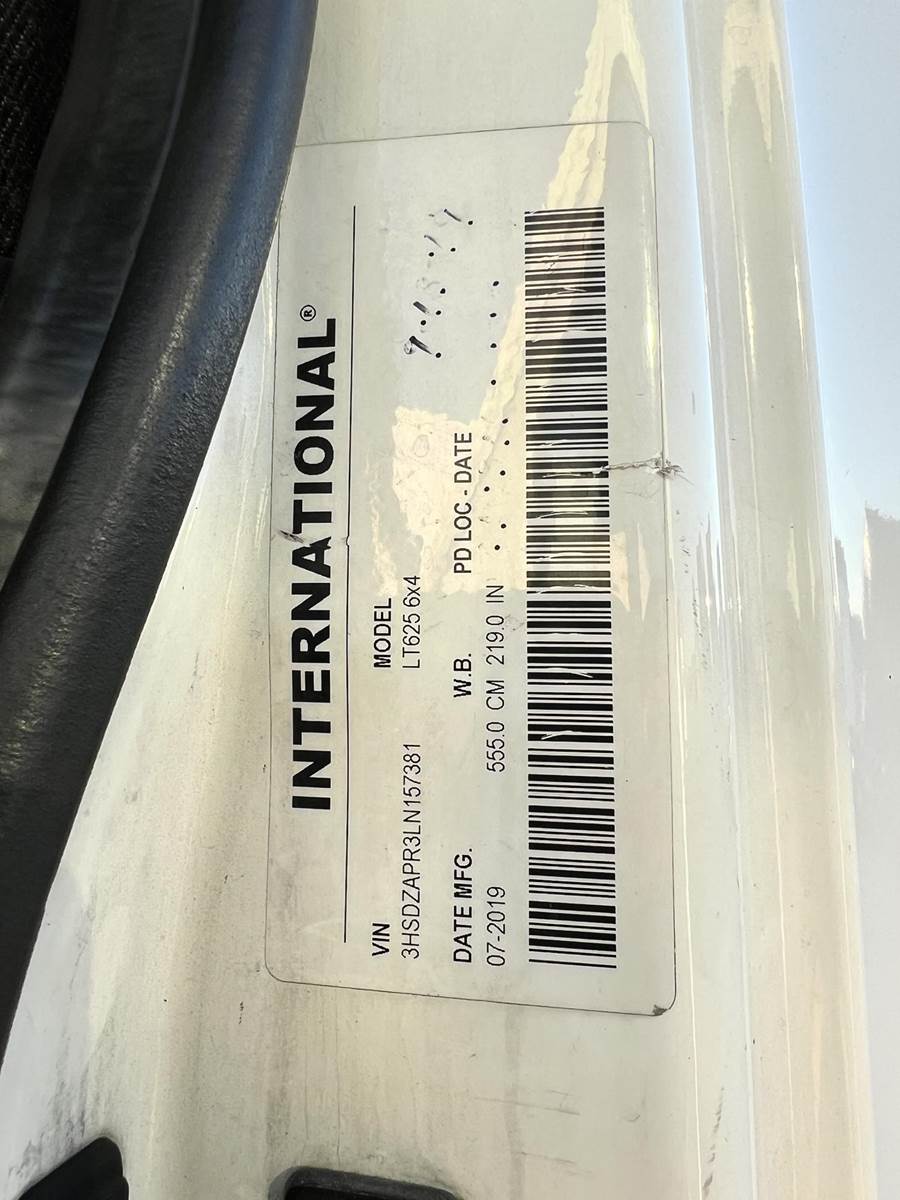 INTERNATIONAL®
VIN MODEL
3HSDZAPR3LN157381 LT625 6x4
DATE MFG. W.B. PD LOC - DATE
07-2019 555.0 CM 219.0 IN